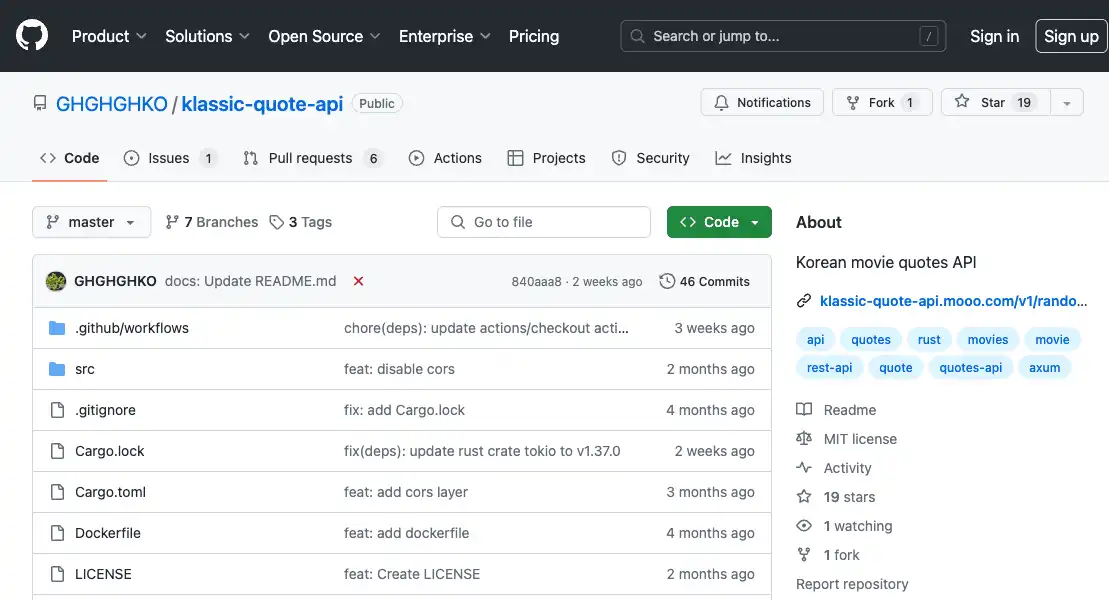 Product Solutions Open Source Enterprise Pricing Search or jump to... / Sign in Sign up
GHGHGHKO / klassic-quote-api Public Notifications Fork 1 Star 19
Code Issues 1 Pull requests 6 Actions Projects Security Insights
master 7 Branches 3 Tags Go to file Code
GHGHGHKO docs: Update README.md 840aaa8 · 2 weeks ago 46 Commits
.github/workflows chore(deps): update actions/checkout acti... 3 weeks ago
src feat: disable cors 2 months ago
.gitignore fix: add Cargo.lock 4 months ago
Cargo.lock fix(deps): update rust crate tokio to v1.37.0 2 weeks ago
Cargo.toml feat: add cors layer 3 months ago
Dockerfile feat: add dockerfile 4 months ago
LICENSE feat: Create LICENSE 2 months ago
About
Korean movie quotes API
klassic-quote-api.mooo.com/v1/rando...
api quotes rust movies movie
rest-api quote quotes-api axum
Readme
MIT license
Activity
19 stars
1 watching
1 fork
Report repository